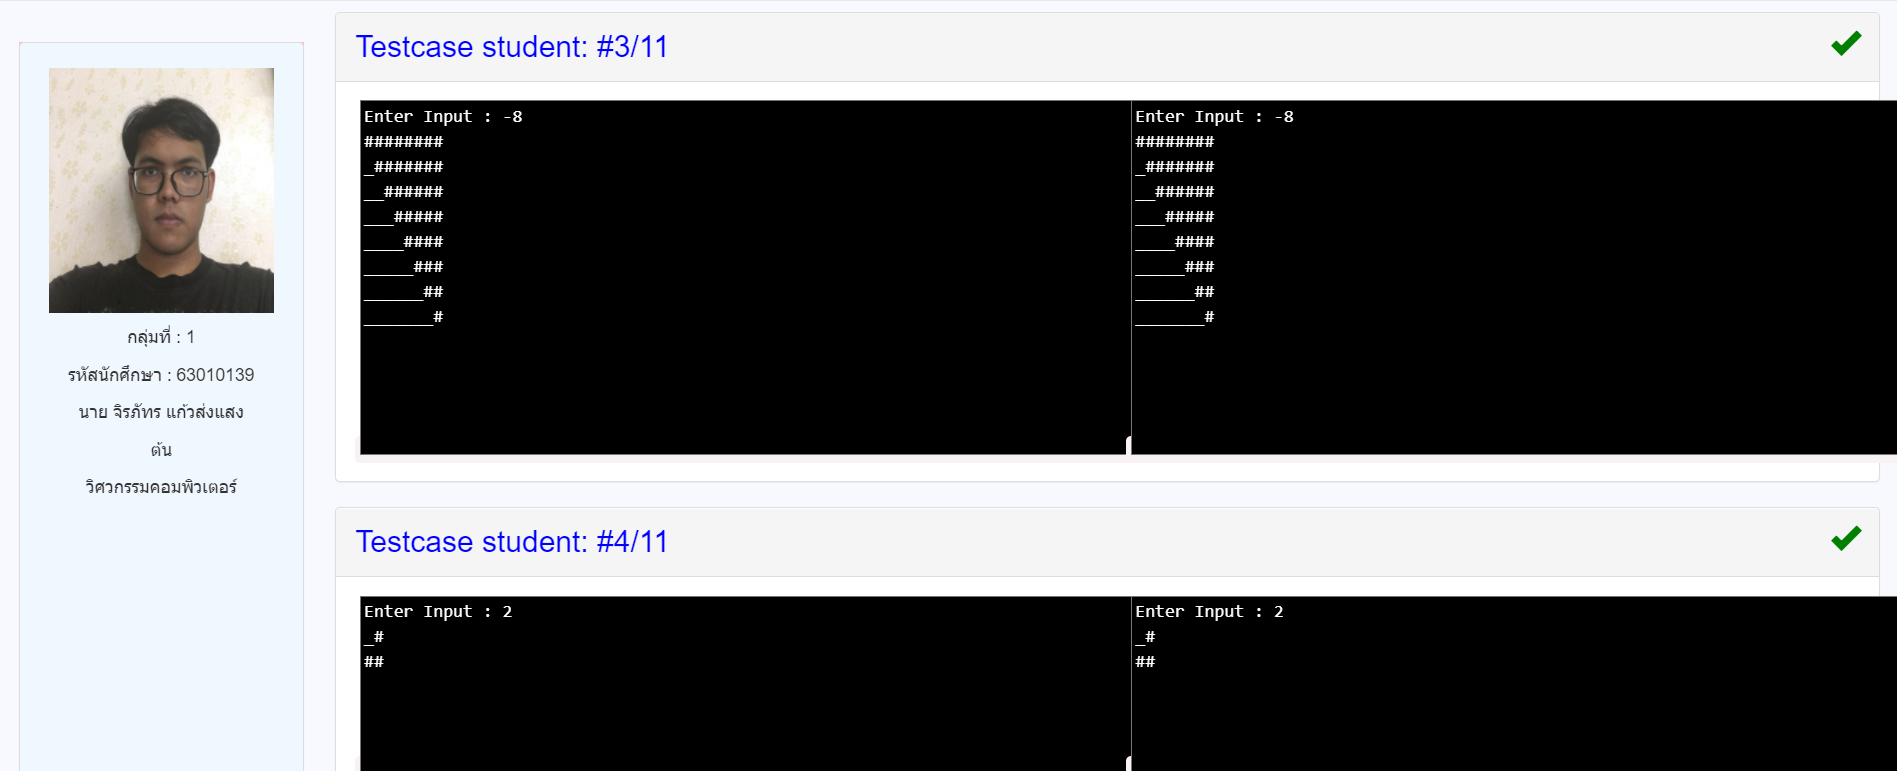 กลุ่มที่ : 1
รหัสนักศึกษา : 63010139
นาย จิรภัทร แก้วส่งแสง
ต้น
วิศวกรรมคอมพิวเตอร์
Testcase student: #3/11
Enter Input : -8
########
_#######
__######
___#####
____####
_____###
______##
_______#
Enter Input : -8
########
_#######
__######
___#####
____####
_____###
______##
_______#
Testcase student: #4/11
Enter Input : 2
_#
##
Enter Input : 2
_#
##